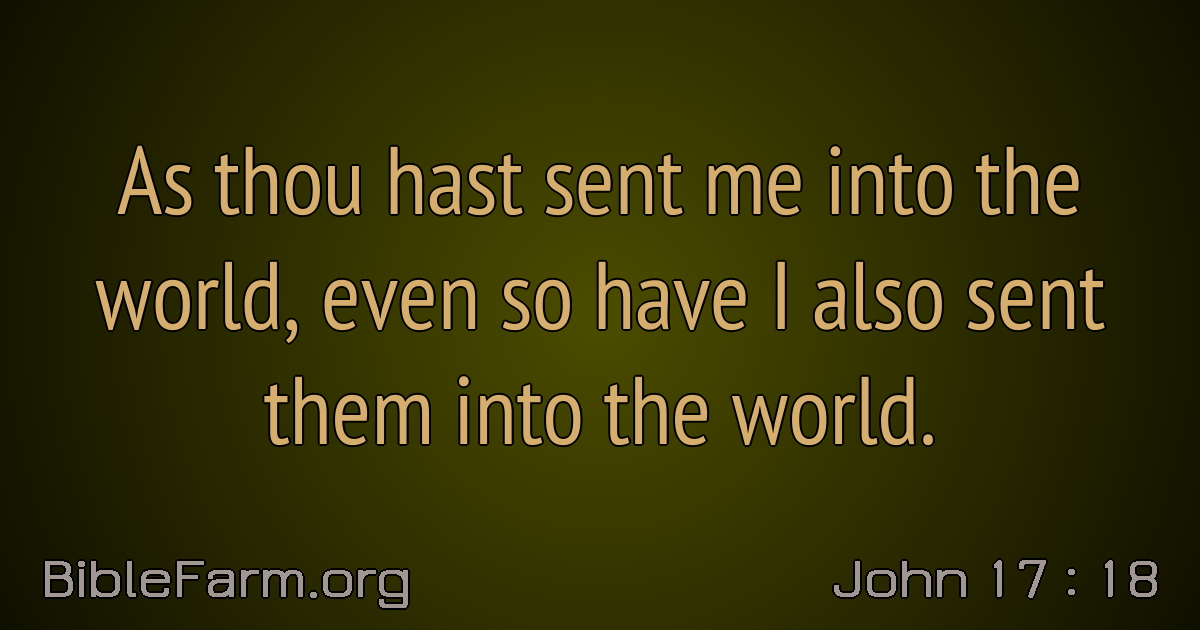 As thou hast sent me into the
world, even so have I also sent
them into the world.
BibleFarm.org
John 17 : 18